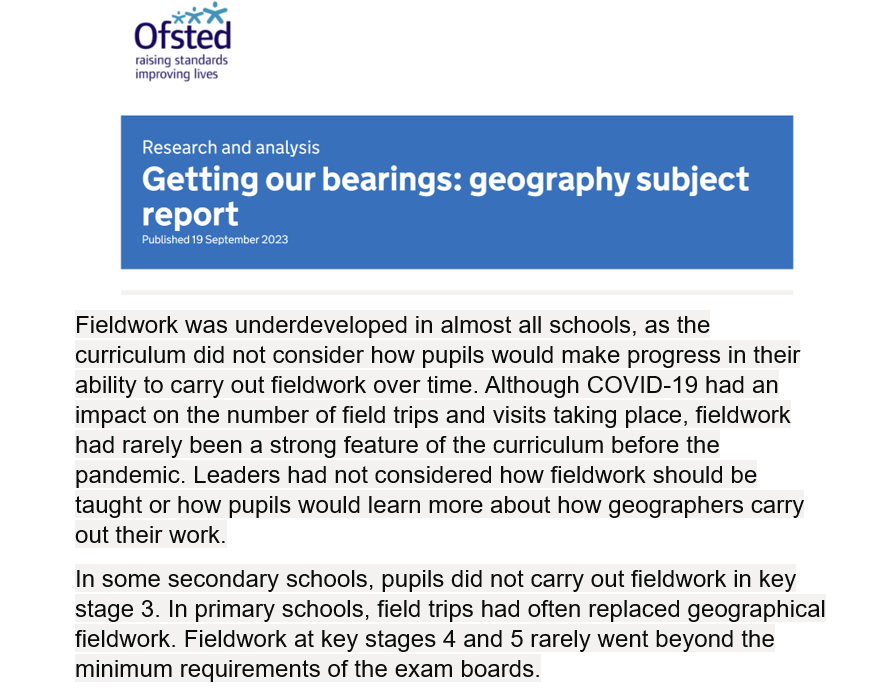 Ofsted
raising standards
improving lives
Research and analysis
Getting our bearings: geography subject
report
Published 19 September 2023
Fieldwork was underdeveloped in almost all schools, as the
curriculum did not consider how pupils would make progress in their
ability to carry out fieldwork over time. Although COVID-19 had an
impact on the number of field trips and visits taking place, fieldwork
had rarely been a strong feature of the curriculum before the
pandemic. Leaders had not considered how fieldwork should be
taught or how pupils would learn more about how geographers carry
out their work.
In some secondary schools, pupils did not carry out fieldwork in key
stage 3. In primary schools, field trips had often replaced geographical
fieldwork. Fieldwork at key stages 4 and 5 rarely went beyond the
minimum requirements of the exam boards.